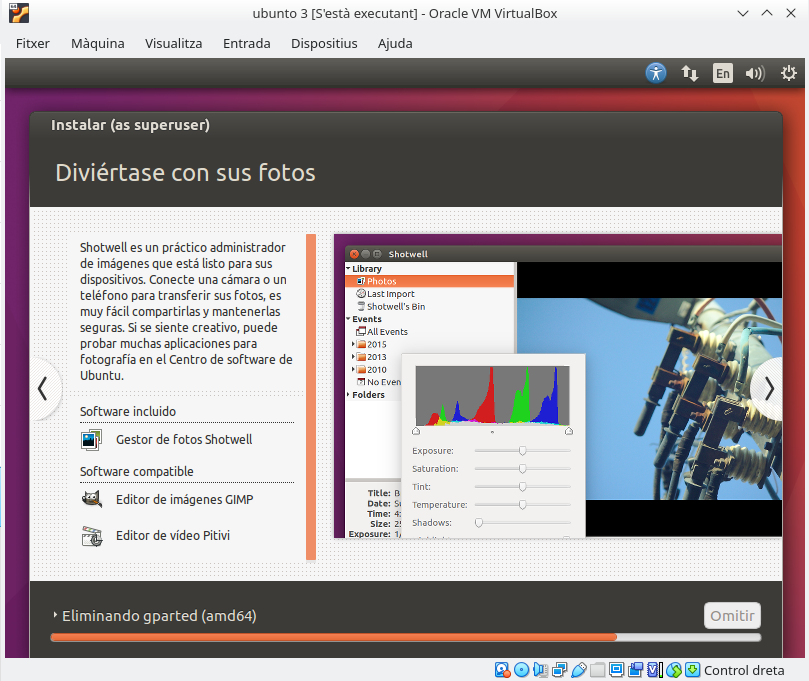 ubunto 3 [S'està executant] - Oracle VM VirtualBox
Fitxer Màquina Visualitza Entrada Dispositius Ajuda
En
Instalar (as superuser)
Diviértase con sus fotos
Shotwell es un práctico administrador
de imágenes que está listo para sus
dispositivos. Conecte una cámara o un
teléfono para transferir sus fotos, es
muy fácil compartirlas y mantenerlas
seguras. Si se siente creativo, puede
probar muchas aplicaciones para
fotografía en el Centro de software de
Ubuntu.
Software incluido
Gestor de fotos Shotwell
Software compatible
Editor de imágenes GIMP
Editor de vídeo Pitivi
Shotwell
Library
Photos
Last Import
Shotwell's Bin
Events
All Events
2015
2013
2010
No Even
Folders
Exposure:
Saturation:
Tint:
Temperature:
Shadows:
Title: B
Date: Su
Time: 4:
Size: 25
Exposure: 1/
Eliminando gparted (amd64)
Omitir
Control dreta